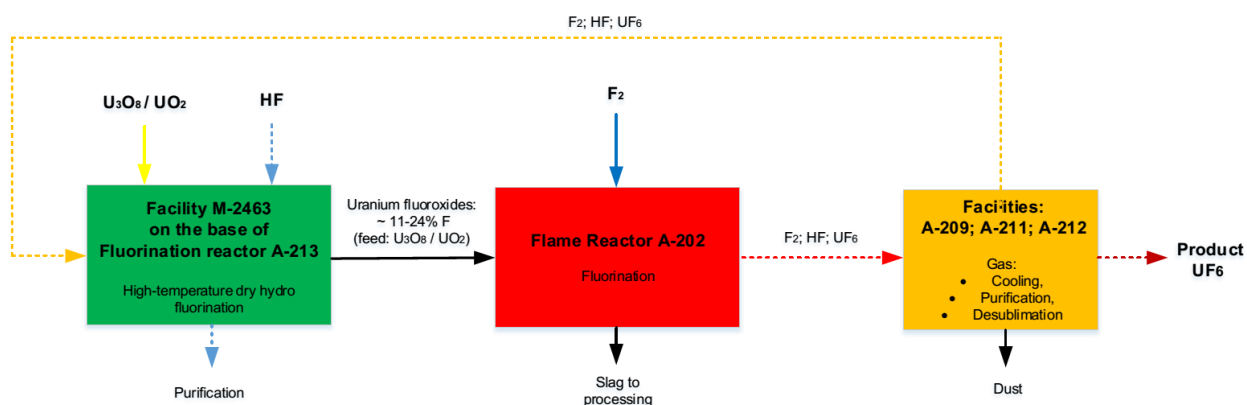 F₂; HF; UF₆
U₃O₈ / UO₂
HF
F₂
Facility M-2463
on the base of
Fluorination reactor A-213
High-temperature dry hydro
fluorination
Uranium fluoroxides:
~ 11-24% F
(feed: U₃O₈ / UO₂)
Flame Reactor A-202
Fluorination
F₂; HF; UF₆
Facilities:
A-209; A-211; A-212
Gas:
• Cooling,
• Purification,
• Desublimation
Product
UF₆
Purification
Slag to
processing
Dust